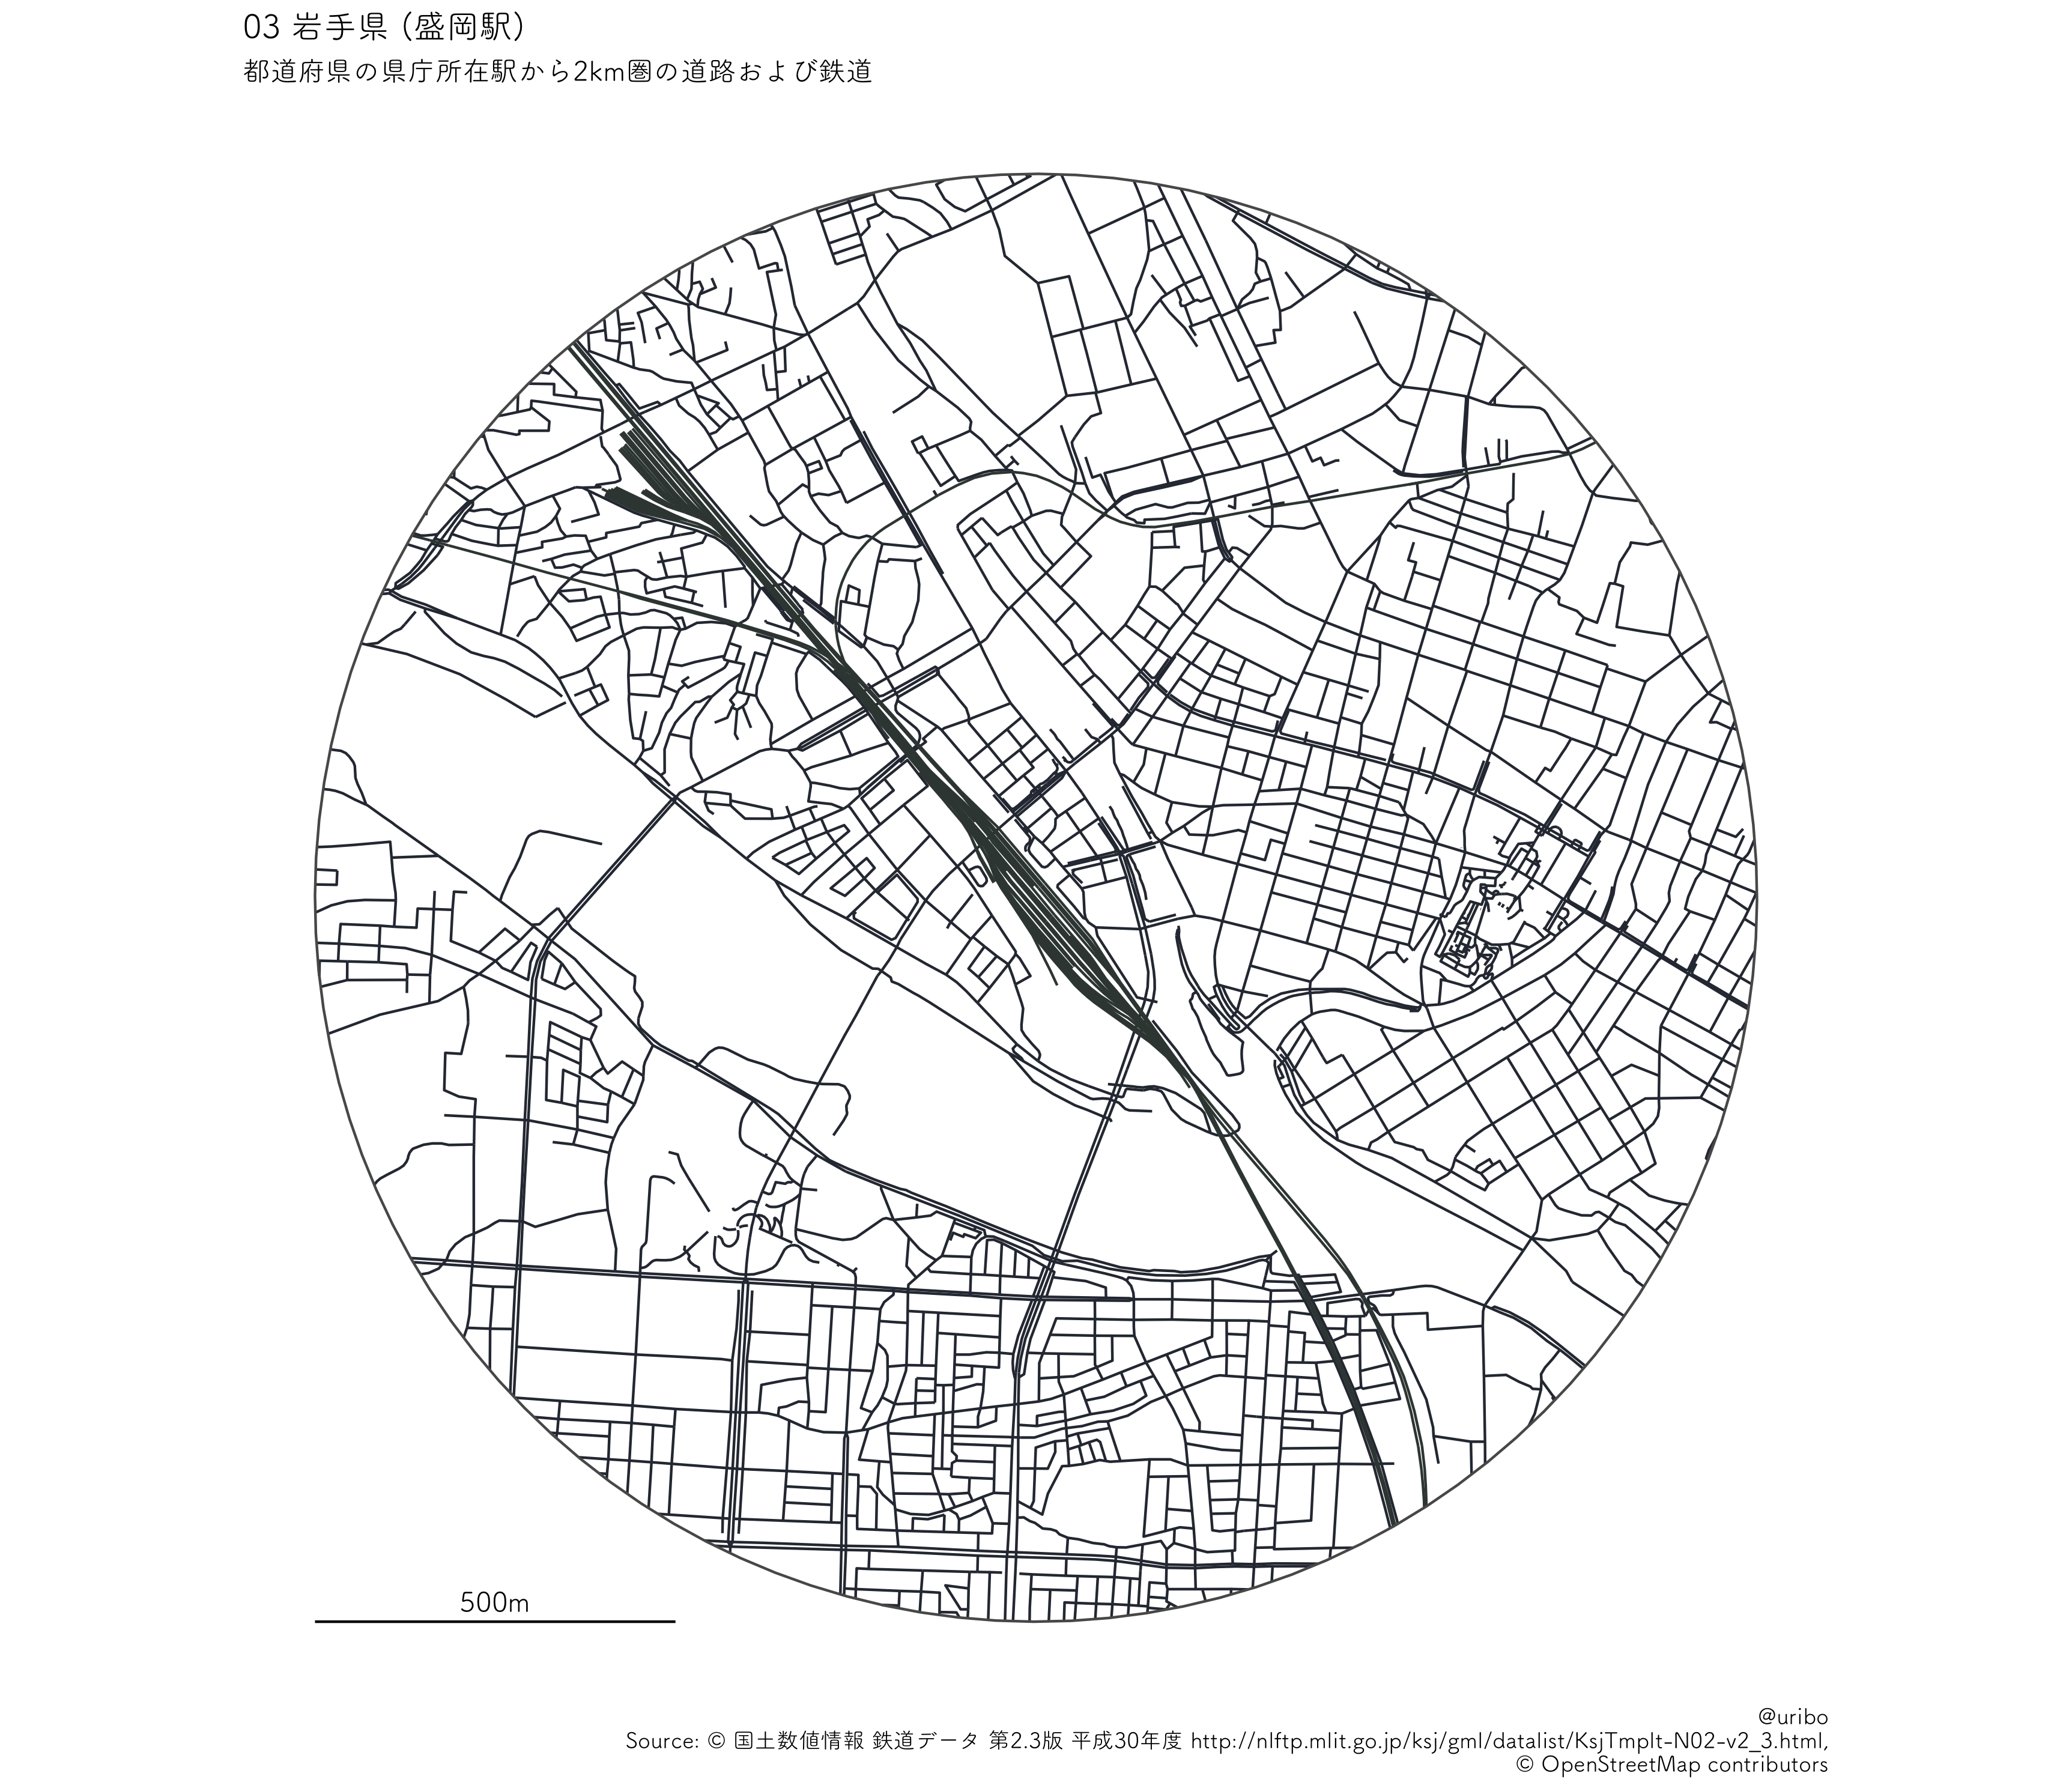 03 岩手県 (盛岡駅)
都道府県の県庁所在駅から2km圏の道路および鉄道
500m
@uribo
Source: © 国土数値情報 鉄道データ 第2.3版 平成30年度 http://nlftp.mlit.go.jp/ksj/gml/datalist/KsjTmplt-N02-v2_3.html,
© OpenStreetMap contributors